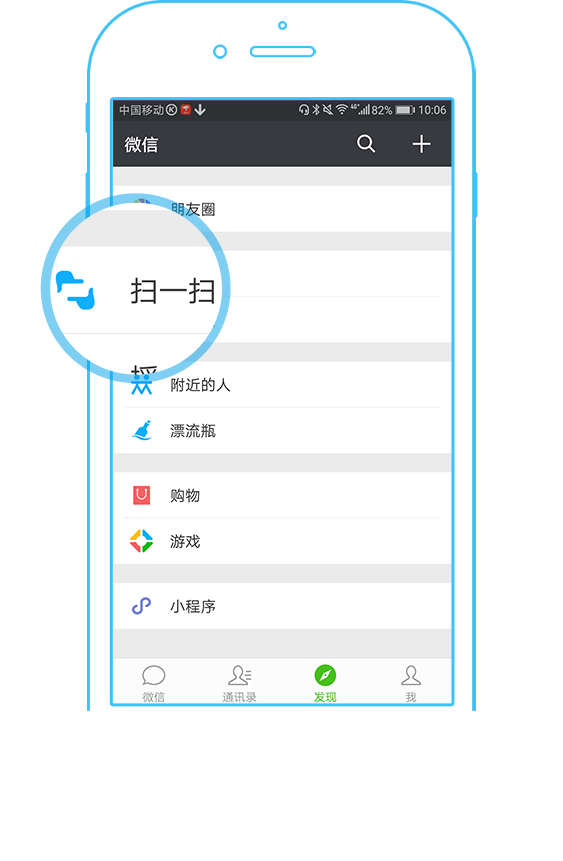 中国移动 82% 10:06
微信
朋友圈
扫一扫
附近的人
漂流瓶
购物
游戏
小程序
微信 通讯录 发现 我